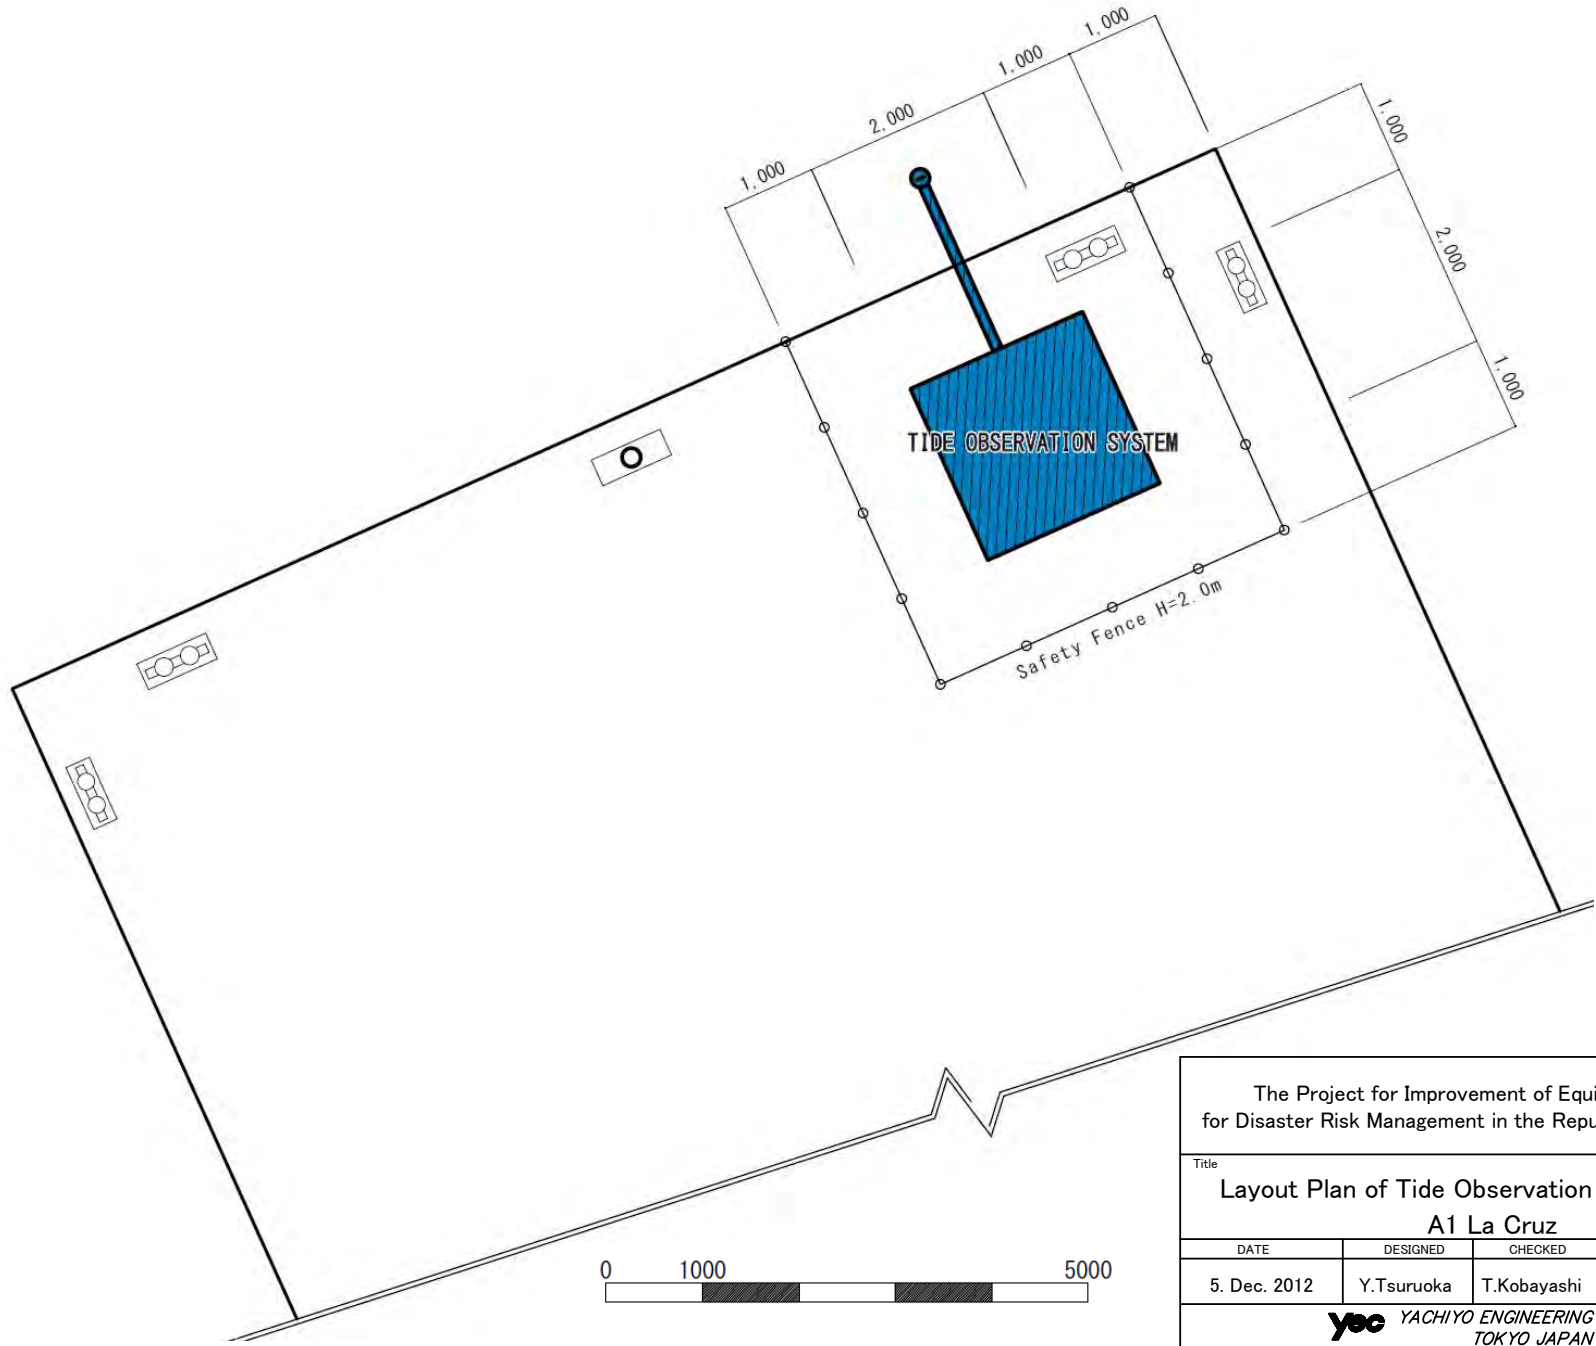 1,000
1,000
2,000
1,000
1,000
2,000
1,000
TIDE OBSERVATION SYSTEM
Safety Fence H=2.0m
0 1000 5000
The Project for Improvement of Equi
for Disaster Risk Management in the Repu
Title
Layout Plan of Tide Observation
A1 La Cruz
DATE DESIGNED CHECKED
5. Dec. 2012 Y.Tsuruoka T.Kobayashi
yec YACHIYO ENGINEERING
TOKYO JAPAN